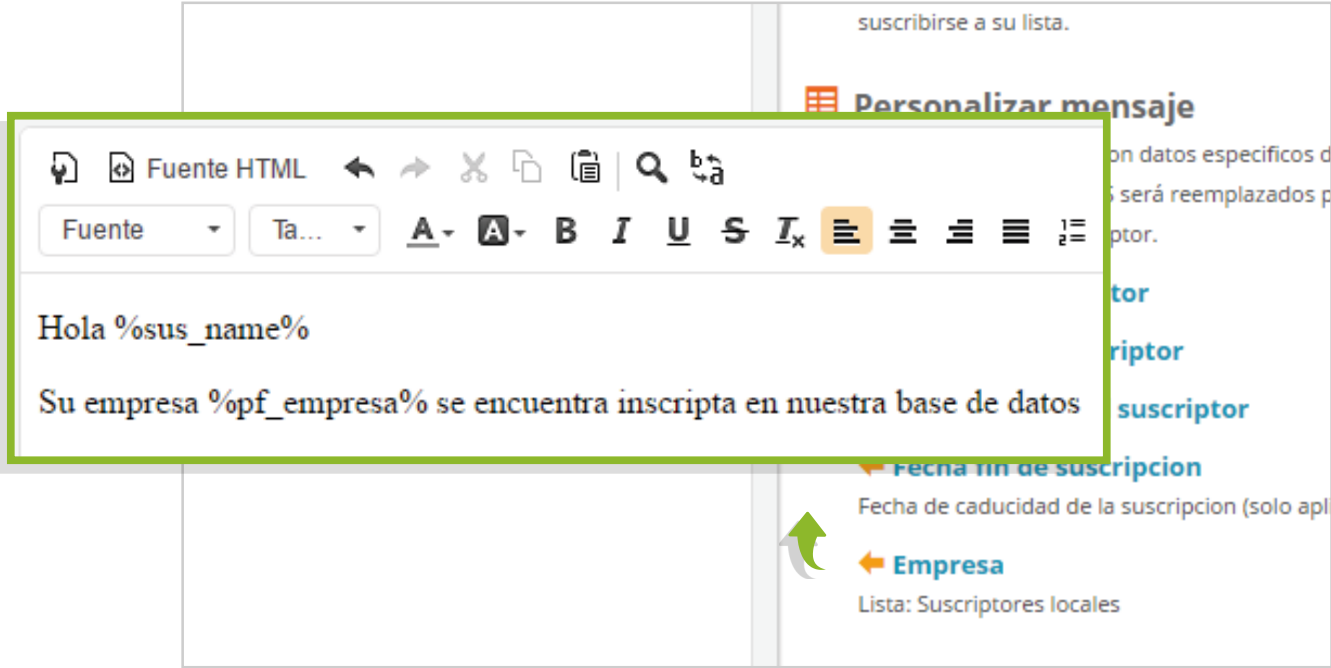 suscribirse a su lista.
Personalizar mensaje
on datos especificos d
será reemplazados p
ptor.
Fuente HTML
Fuente
Ta...
Hola %sus_name%
Su empresa %pf_empresa% se encuentra inscripta en nuestra base de datos
tor
riptor
suscriptor
Fecha fin de suscripcion
Fecha de caducidad de la suscripcion (solo apli
Empresa
Lista: Suscriptores locales